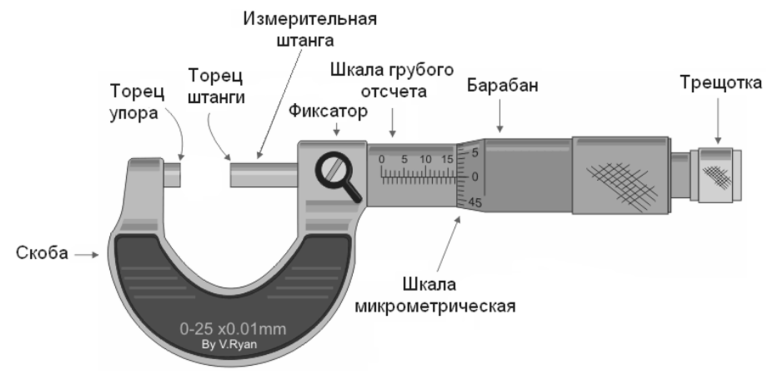 Измерительная
штанга
Торец
упора
Торец
штанги
Фиксатор
Шкала грубого
отсчета
Барабан
Трещотка
0 5 10 15
5
0
45
Скоба
Шкала
микрометрическая
0-25 x0.01mm
By V.Ryan